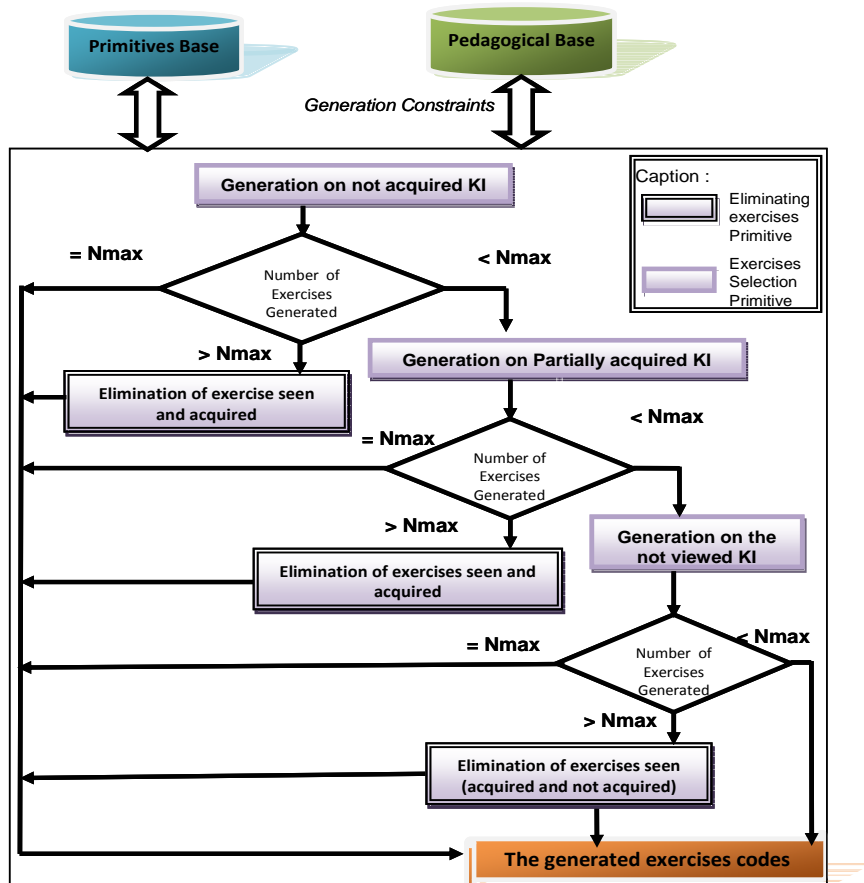 Primitives Base
Pedagogical Base
Generation Constraints
Generation on not acquired KI
Caption :
Eliminating
exercises
Primitive
Exercises
Selection
Primitive
= Nmax
< Nmax
Number of
Exercises
Generated
> Nmax
Generation on Partially acquired KI
Elimination of exercise seen
and acquired
< Nmax
= Nmax
Number of
Exercises
Generated
> Nmax
Generation on the
not viewed KI
Elimination of exercises seen and
acquired
< Nmax
= Nmax
Number of
Exercises
Generated
> Nmax
Elimination of exercises seen
(acquired and not acquired)
The generated exercises codes